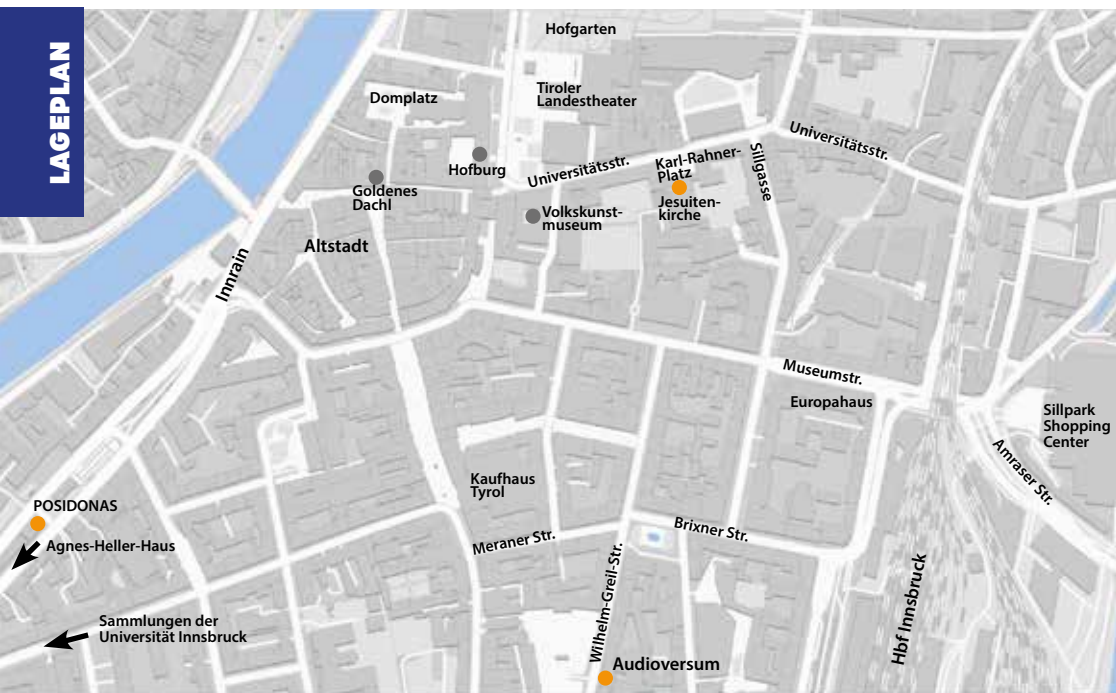 LAGEPLAN
Hofgarten
Tiroler
Landestheater
Domplatz
Universitätsstr.
Karl-Rahner-
Platz
Sillgasse
Universitätsstr.
Hofburg
Goldenes
Dachl
Jesuiten-
kirche
Volkskunst-
museum
Altstadt
Innrain
Museumstr.
Europahaus
Sillpark
Shopping
Center
Amraser Str.
Kaufhaus
Tyrol
POSIDONAS
Agnes-Heller-Haus
Meraner Str.
Brixner Str.
Wilhelm-Greil-Str.
Hbf Innsbruck
Sammlungen der
Universität Innsbruck
Audioversum